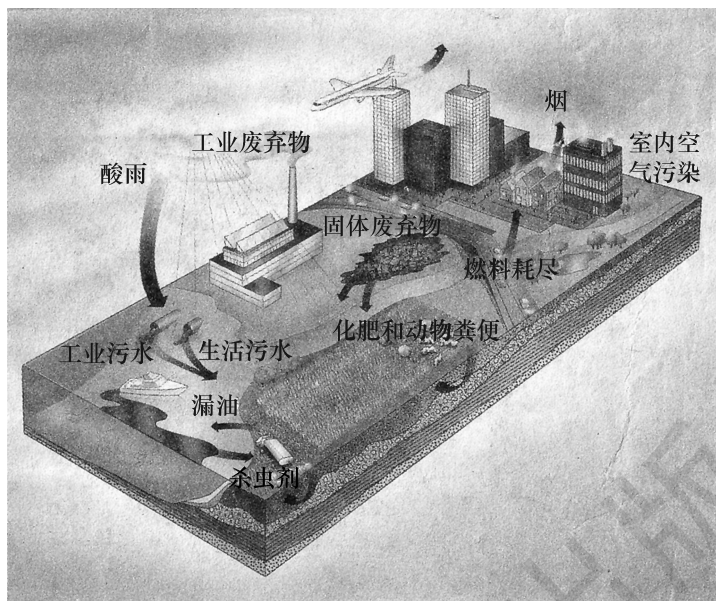 烟
工业废弃物
室内空
气污染
酸雨
固体废弃物
燃料耗尽
化肥和动物粪便
工业污水
生活污水
漏油
杀虫剂
版